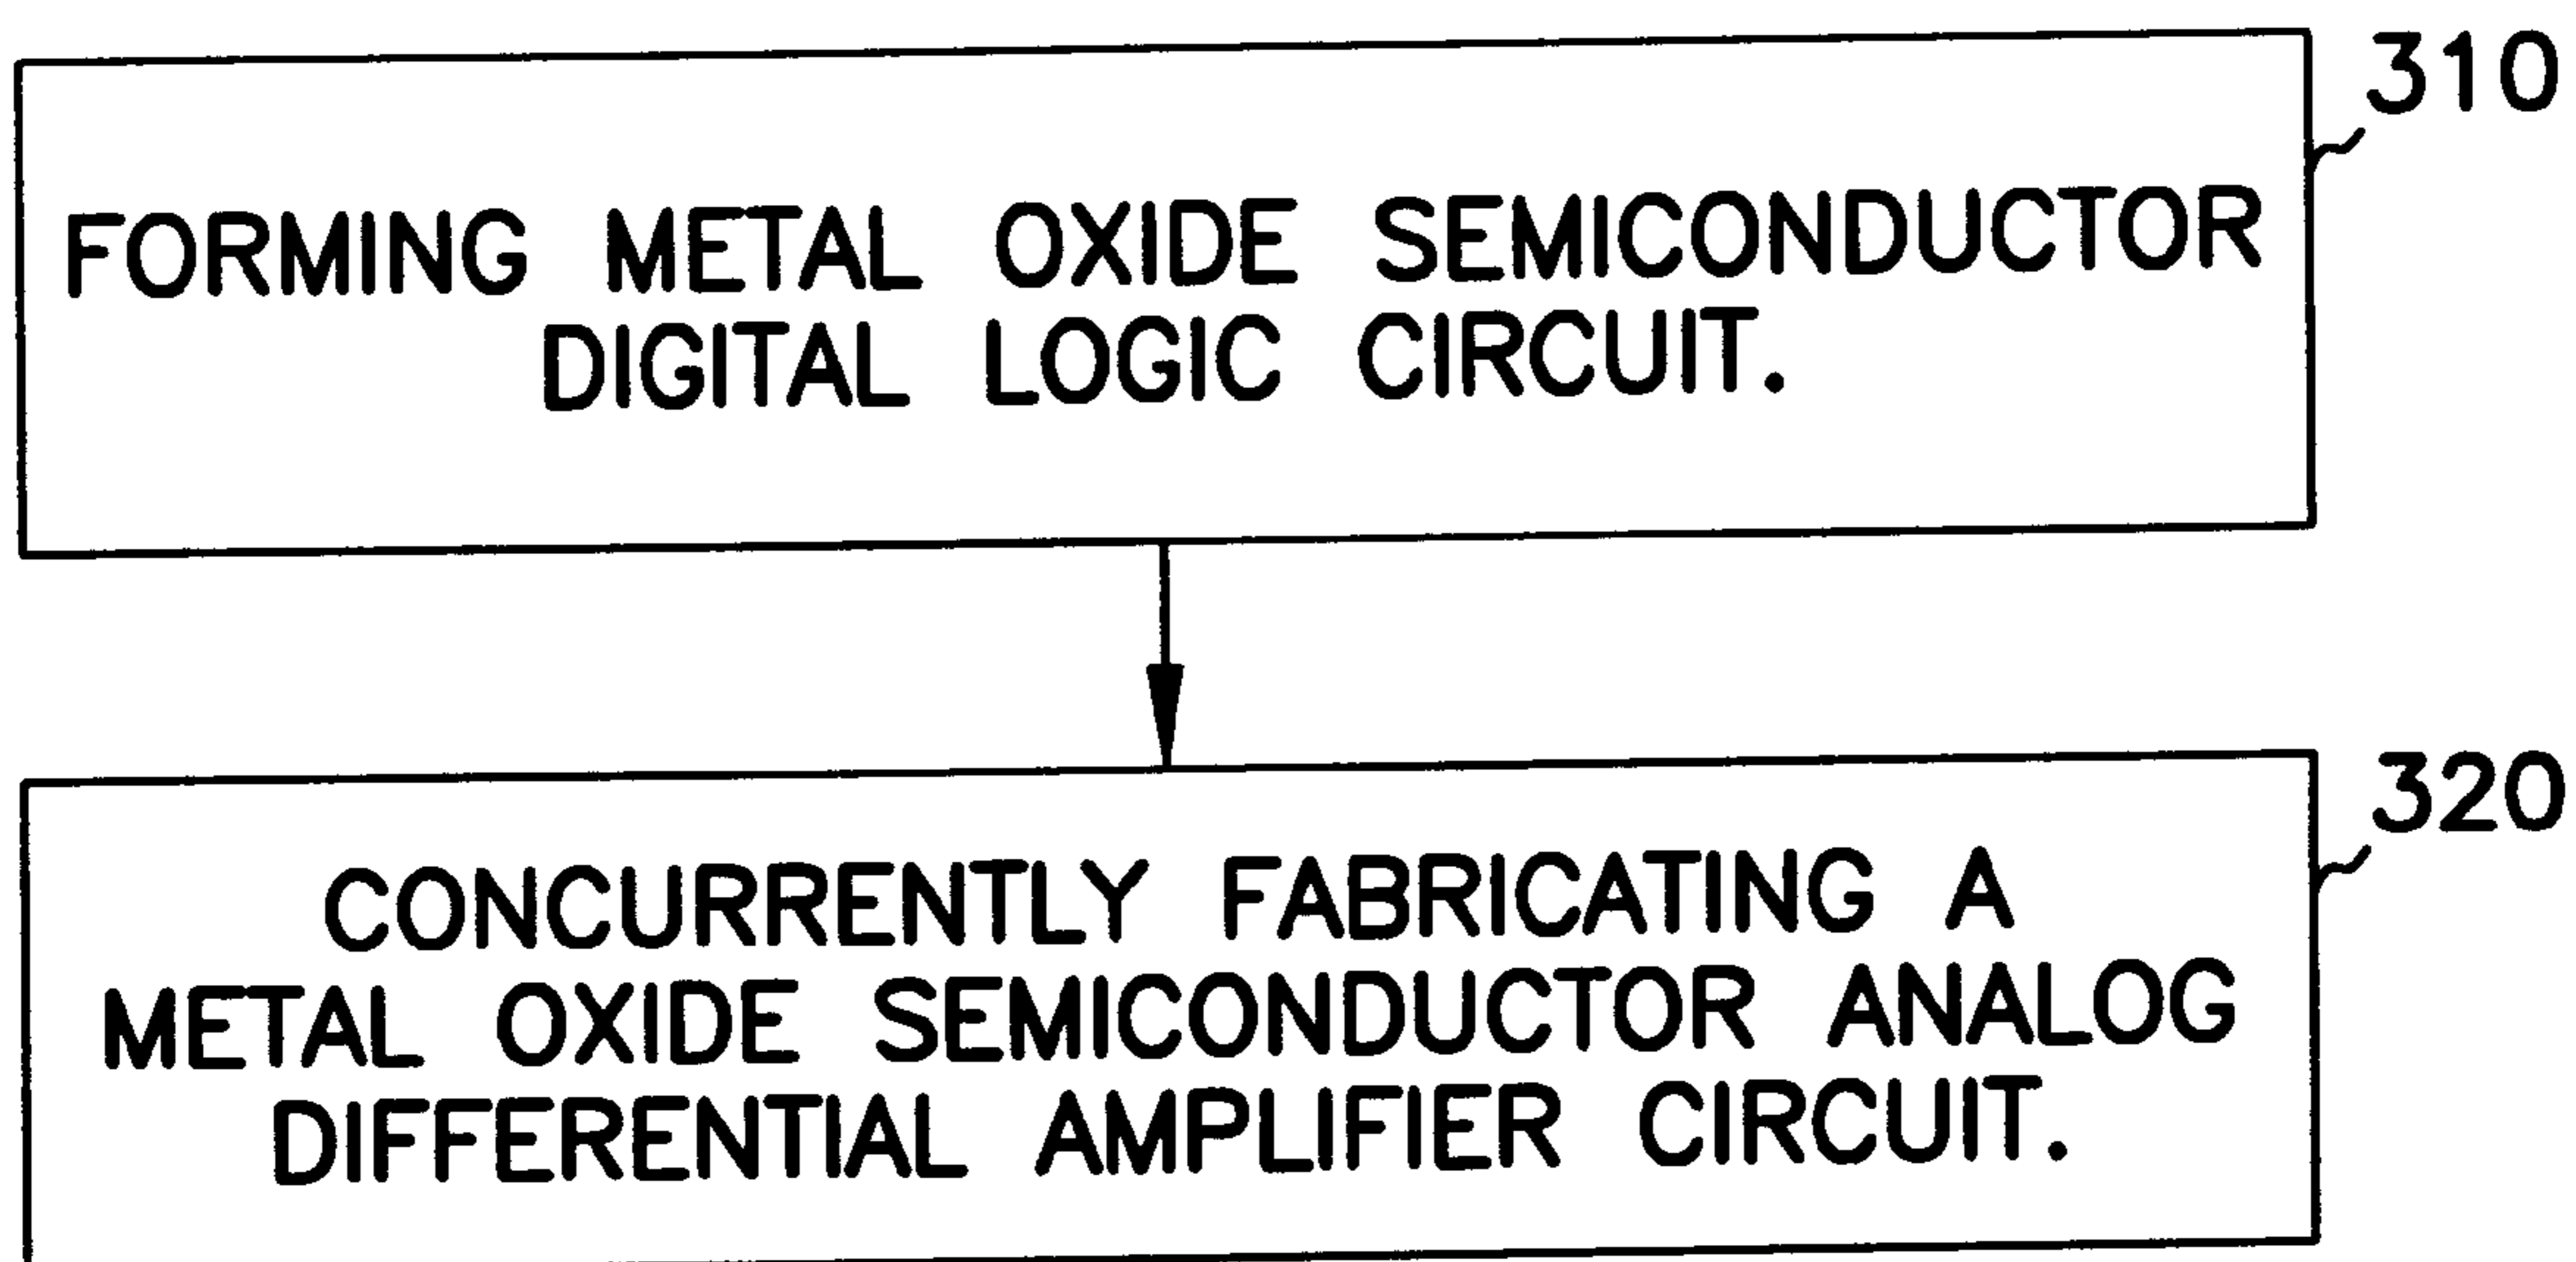 310
FORMING METAL OXIDE SEMICONDUCTOR
DIGITAL LOGIC CIRCUIT.
320
CONCURRENTLY FABRICATING A
METAL OXIDE SEMICONDUCTOR ANALOG
DIFFERENTIAL AMPLIFIER CIRCUIT.